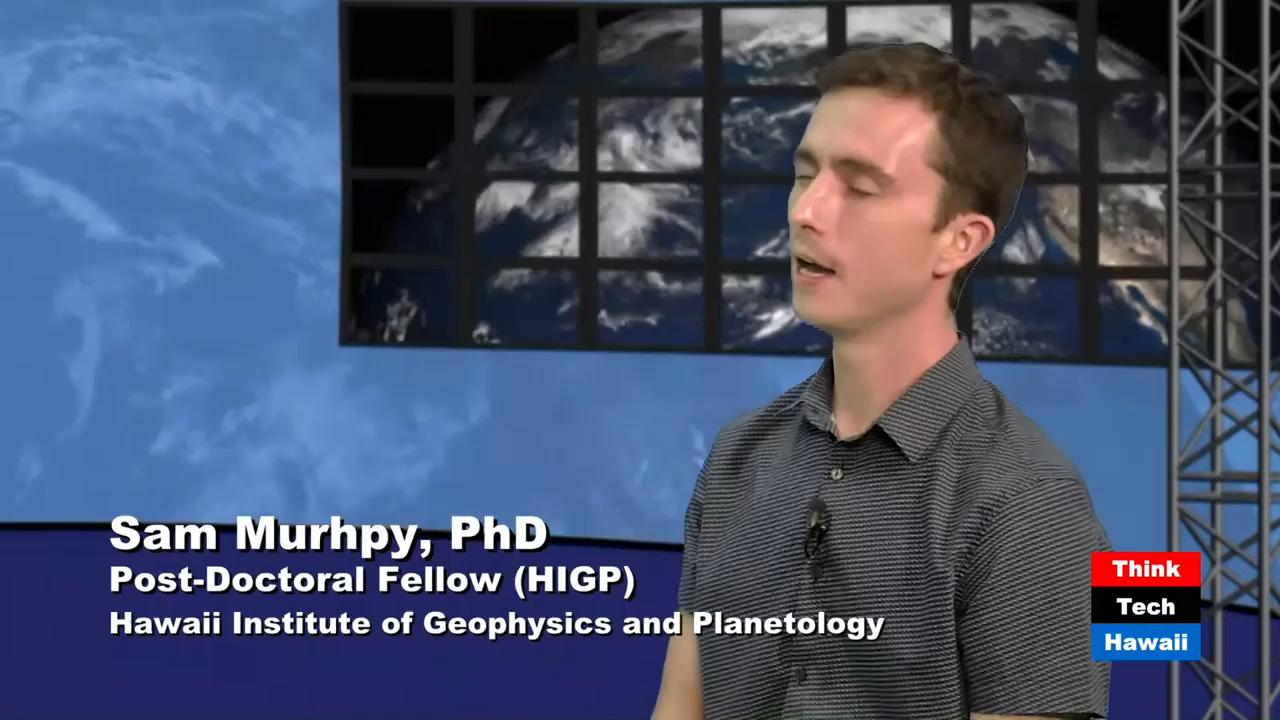 Sam Murhpy, PhD
Post-Doctoral Fellow (HIGP)
Hawaii Institute of Geophysics and Planetology
Think
Tech
Hawaii